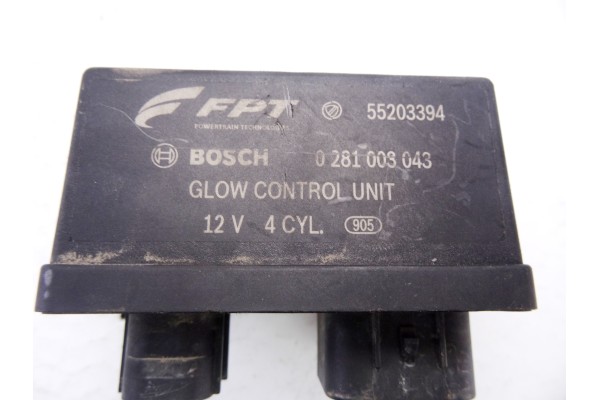 FPT 55203394
POWERTRAIN TECHNOLOGIES
BOSCH 0 281 003 043
GLOW CONTROL UNIT
12 V 4 CYL. 905